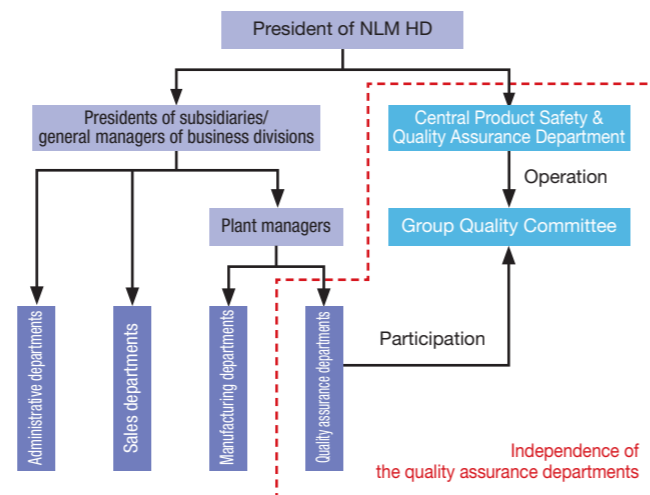 President of NLM HD
Presidents of subsidiaries/
general managers of business divisions
Central Product Safety &
Quality Assurance Department
Operation
Plant managers
Group Quality Committee
Administrative departments
Sales departments
Manufacturing departments
Quality assurance departments
Participation
Independence of
the quality assurance departments